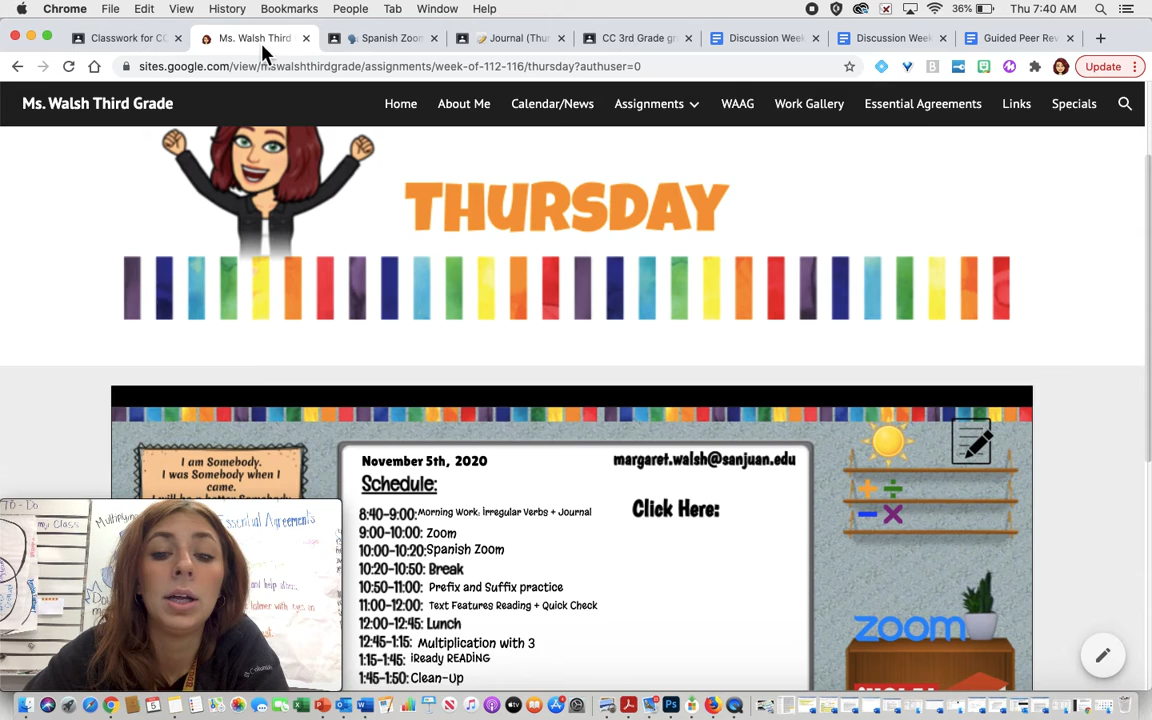 Chrome File Edit View History Bookmarks People Tab Window Help 36% Thu 7:40 AM
Classwork for CC Ms. Walsh Third Spanish Zoom Journal (Thur CC 3rd Grade gr Discussion Week Discussion Week Guided Peer Rev
sites.google.com/view/mswalshthirdgrade/assignments/week-of-112-116/thursday?authuser=0 Update
Ms. Walsh Third Grade Home About Me Calendar/News Assignments WAAG Work Gallery Essential Agreements Links Specials
THURSDAY
I am Somebody.
I was Somebody when I
came.
November 5th, 2020 margaret.walsh@sanjuan.edu
Schedule:
Click Here:
8:40-9:00: Morning Work: Irregular Verbs + Journal
9:00-10:00: Zoom
10:00-10:20: Spanish Zoom
10:20-10:50: Break
10:50-11:00: Prefix and Suffix practice
11:00-12:00: Text Features Reading + Quick Check
12:00-12:45: Lunch
12:45-1:15: Multiplication with 3
1:15-1:45: iReady READING
1:45-1:50: Clean-Up
zoom
Essential Agreements